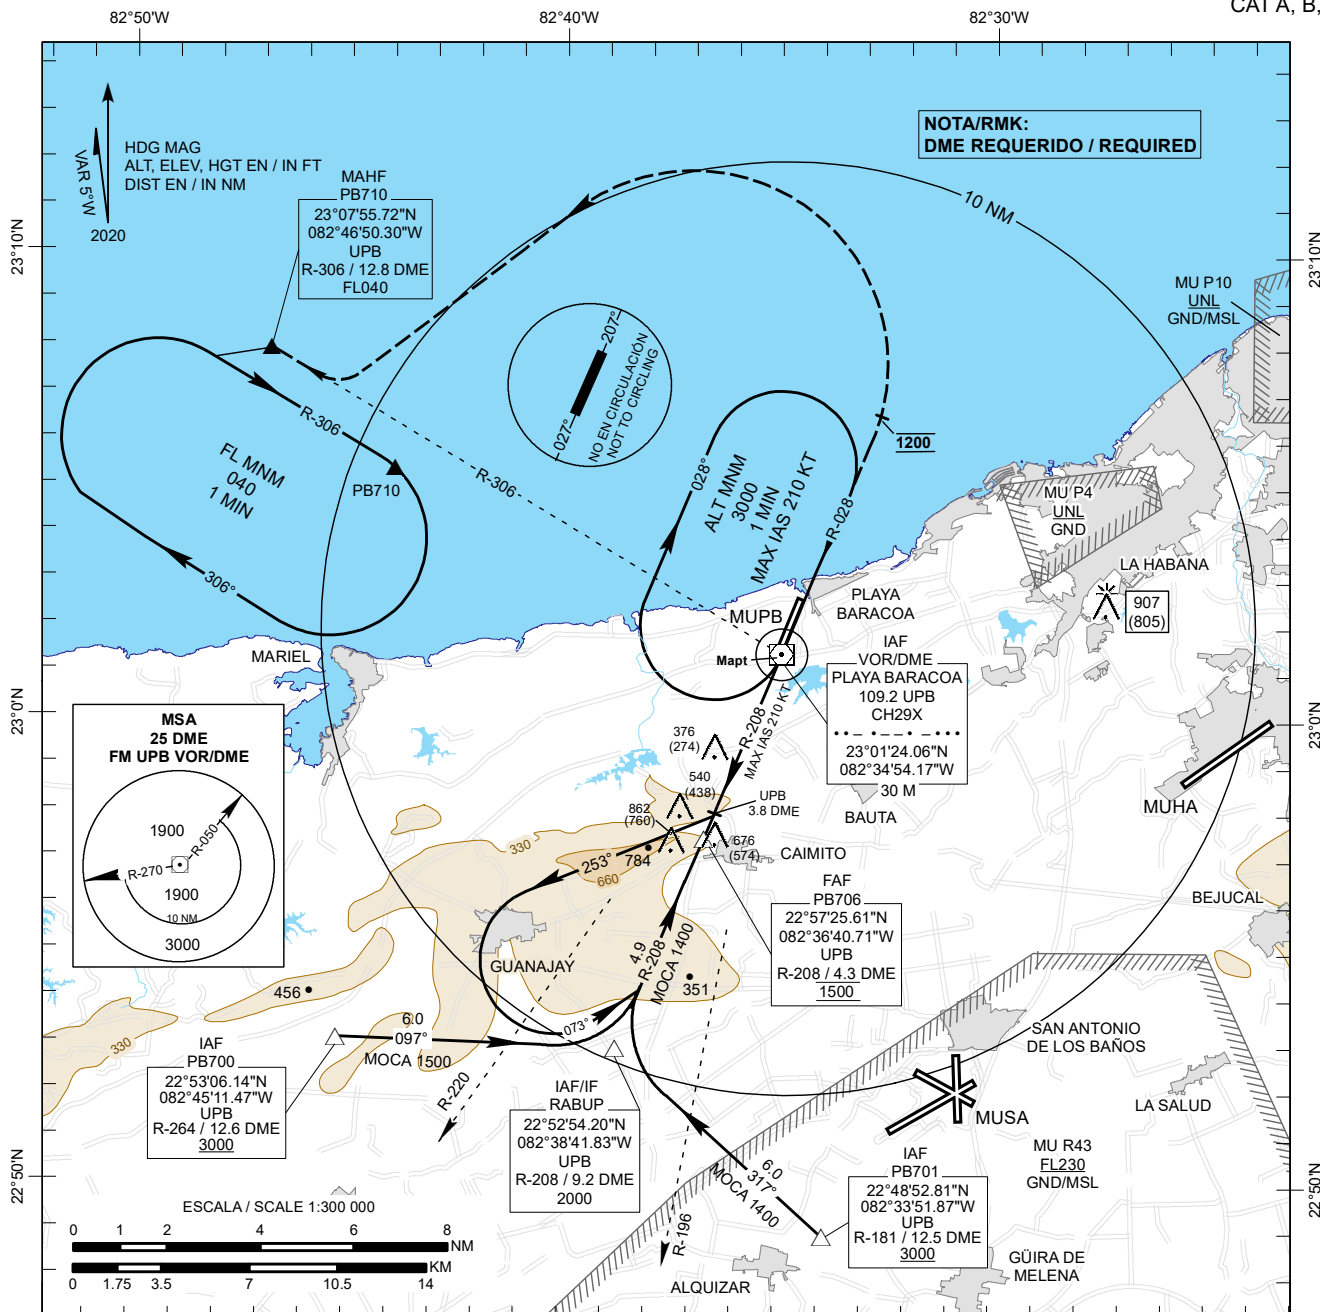 82°50'W
82°40'W
82°30'W
CAT A, B,
NOTA/RMK:
DME REQUERIDO / REQUIRED
HDG MAG
ALT, ELEV, HGT EN / IN FT
DIST EN / IN NM
VAR 5°W
2020
MAHF
PB710
23°07'55.72"N
082°46'50.30"W
UPB
R-306 / 12.8 DME
FL040
10 NM
23°10'N
23°10'N
MU P10
UNL
GND/MSL
207°
027°
NO EN CIRCULACIÓN
NOT TO CIRCLING
R-306
PB710
FL MNM
040
1 MIN
306°
R-306
028°
ALT MNM
3000
1 MIN
MAX IAS 210 KT
1200
R-028
MU P4
UNL
GND
LA HABANA
907
(805)
PLAYA
BARACOA
MUPB
Mapt
MARIEL
IAF
VOR/DME
PLAYA BARACOA
109.2 UPB
CH29X
23°01'24.06"N
082°34'54.17"W
30 M
23°0'N
23°0'N
MSA
25 DME
FM UPB VOR/DME
1900
R-050
R-270
1900
10 NM
3000
R-208
MAX IAS 210 KT
376
(274)
540
(438)
862
(760)
UPB
3.8 DME
676
(574)
BAUTA
MUHA
CAIMITO
330
784
660
253°
FAF
PB706
22°57'25.61"N
082°36'40.71"W
UPB
R-208 / 4.3 DME
1500
BEJUCAL
GUANAJAY
4.9
R-208
MOCA 1400
351
456
330
6.0
097°
MOCA 1500
073°
R-220
IAF
PB700
22°53'06.14"N
082°45'11.47"W
UPB
R-264 / 12.6 DME
3000
IAF/IF
RABUP
22°52'54.20"N
082°38'41.83"W
UPB
R-208 / 9.2 DME
2000
SAN ANTONIO
DE LOS BAÑOS
MUSA
LA SALUD
MU R43
FL230
GND/MSL
6.0
317°
MOCA 1400
R-196
IAF
PB701
22°48'52.81"N
082°33'51.87"W
UPB
R-181 / 12.5 DME
3000
22°50'N
22°50'N
ESCALA / SCALE 1:300 000
0 1 2 4 6 8
NM
KM
0 1.75 3.5 7 10.5 14
ALQUIZAR
GÜIRA DE
MELENA